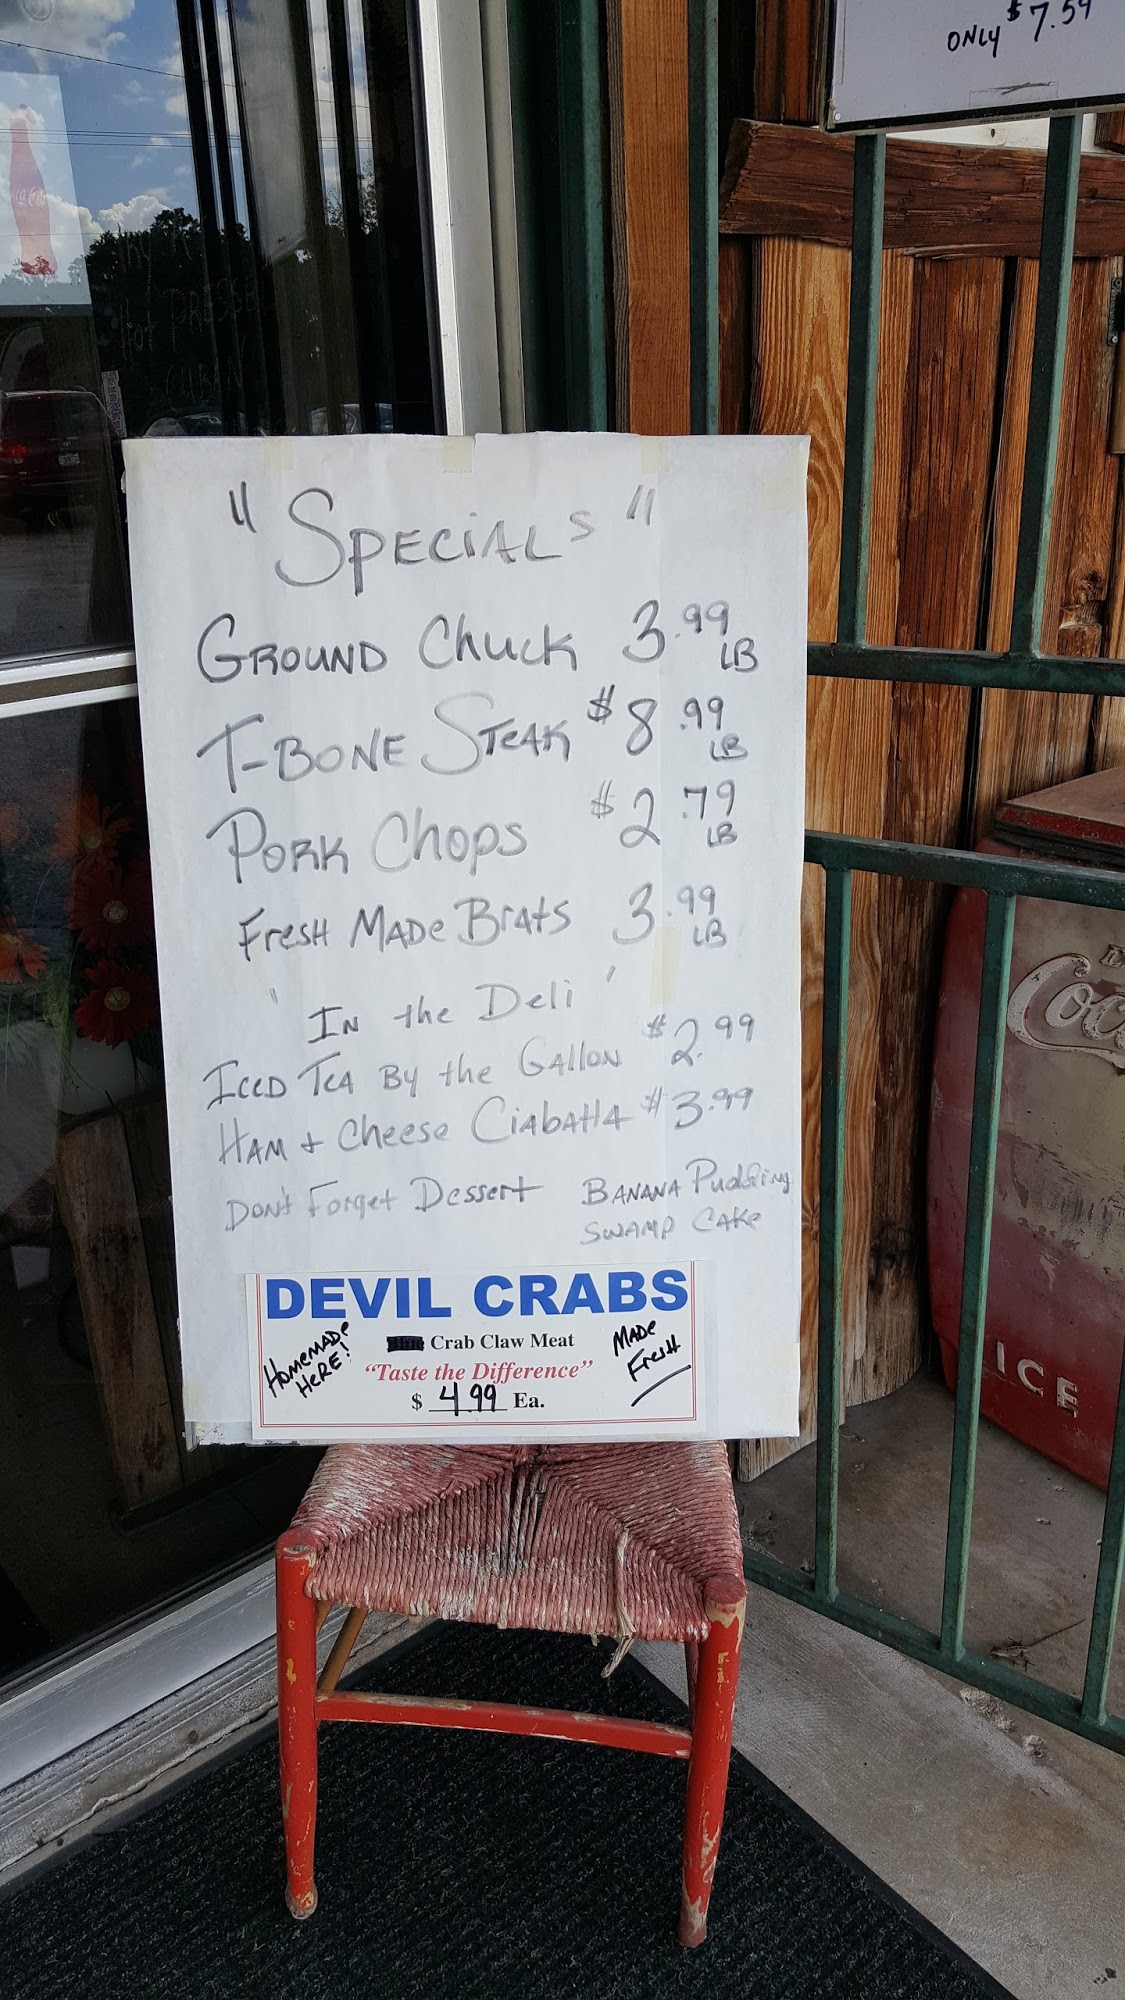 ONLY $7.59
Coca-Cola
"SPECIALS"
GROUND Chuck 3.99 LB
T-BONE STEAK $8.99 LB
PORK Chops $2.79 LB
FresH MADe Brats 3.99 LB
'In the Deli'
ICED TEA By the GALLON $2.99
HAM + Cheese CIABATTA $3.99
DON't Forget Dessert BANANA Pudding
SWAMP CAKe
DEVIL CRABS
HOMEMADe HeRe!
Crab Claw Meat
MADe FresH
"Taste the Difference"
$ 4.99 Ea.
ICE